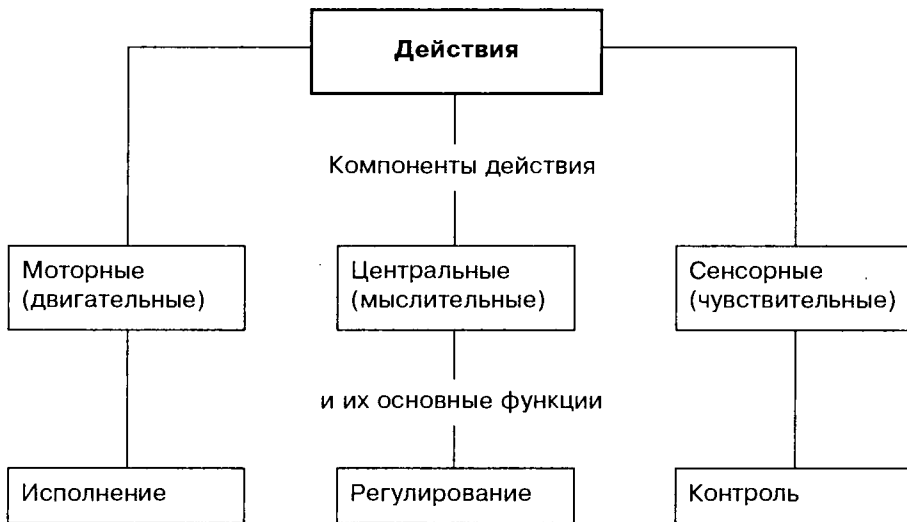 Действия
Компоненты действия
Моторные
(двигательные)
Центральные
(мыслительные)
Сенсорные
(чувствительные)
и их основные функции
Исполнение
Регулирование
Контроль